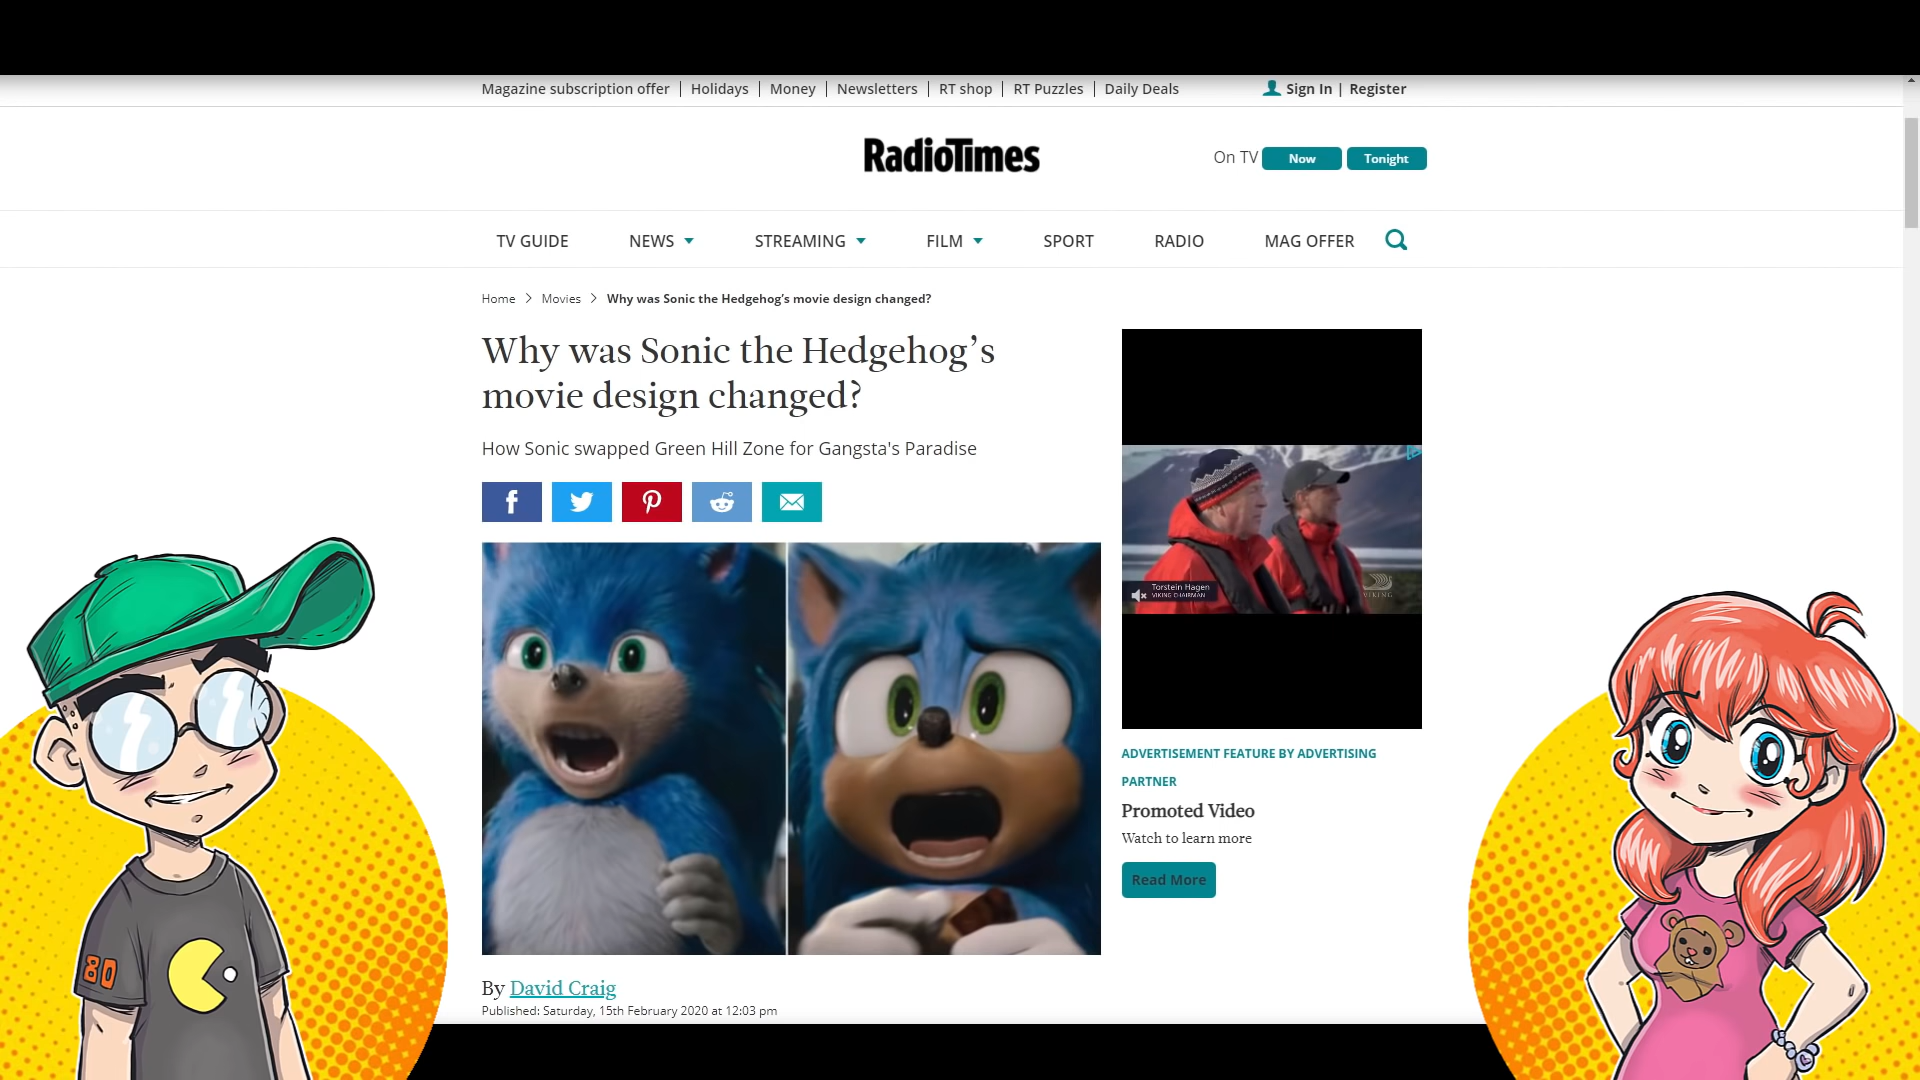 Magazine subscription offer | Holidays | Money | Newsletters | RT shop | RT Puzzles | Daily Deals
Sign In | Register
RadioTimes
On TV Now Tonight
TV GUIDE NEWS STREAMING FILM SPORT RADIO MAG OFFER
Home > Movies > Why was Sonic the Hedgehog's movie design changed?
Why was Sonic the Hedgehog’s
movie design changed?
How Sonic swapped Green Hill Zone for Gangsta's Paradise
f
Torstein Hagen
VIKING CHAIRMAN
VIKING
ADVERTISEMENT FEATURE BY ADVERTISING
PARTNER
Promoted Video
Watch to learn more
Read More
80
By David Craig
Published: Saturday, 15th February 2020 at 12:03 pm